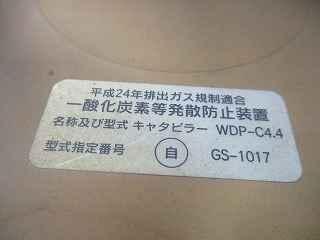 平成24年排出ガス規制適合
一酸化炭素等発散防止装置
名称及び型式 キャタピラー WDP-C4.4
型式指定番号 自 GS-1017